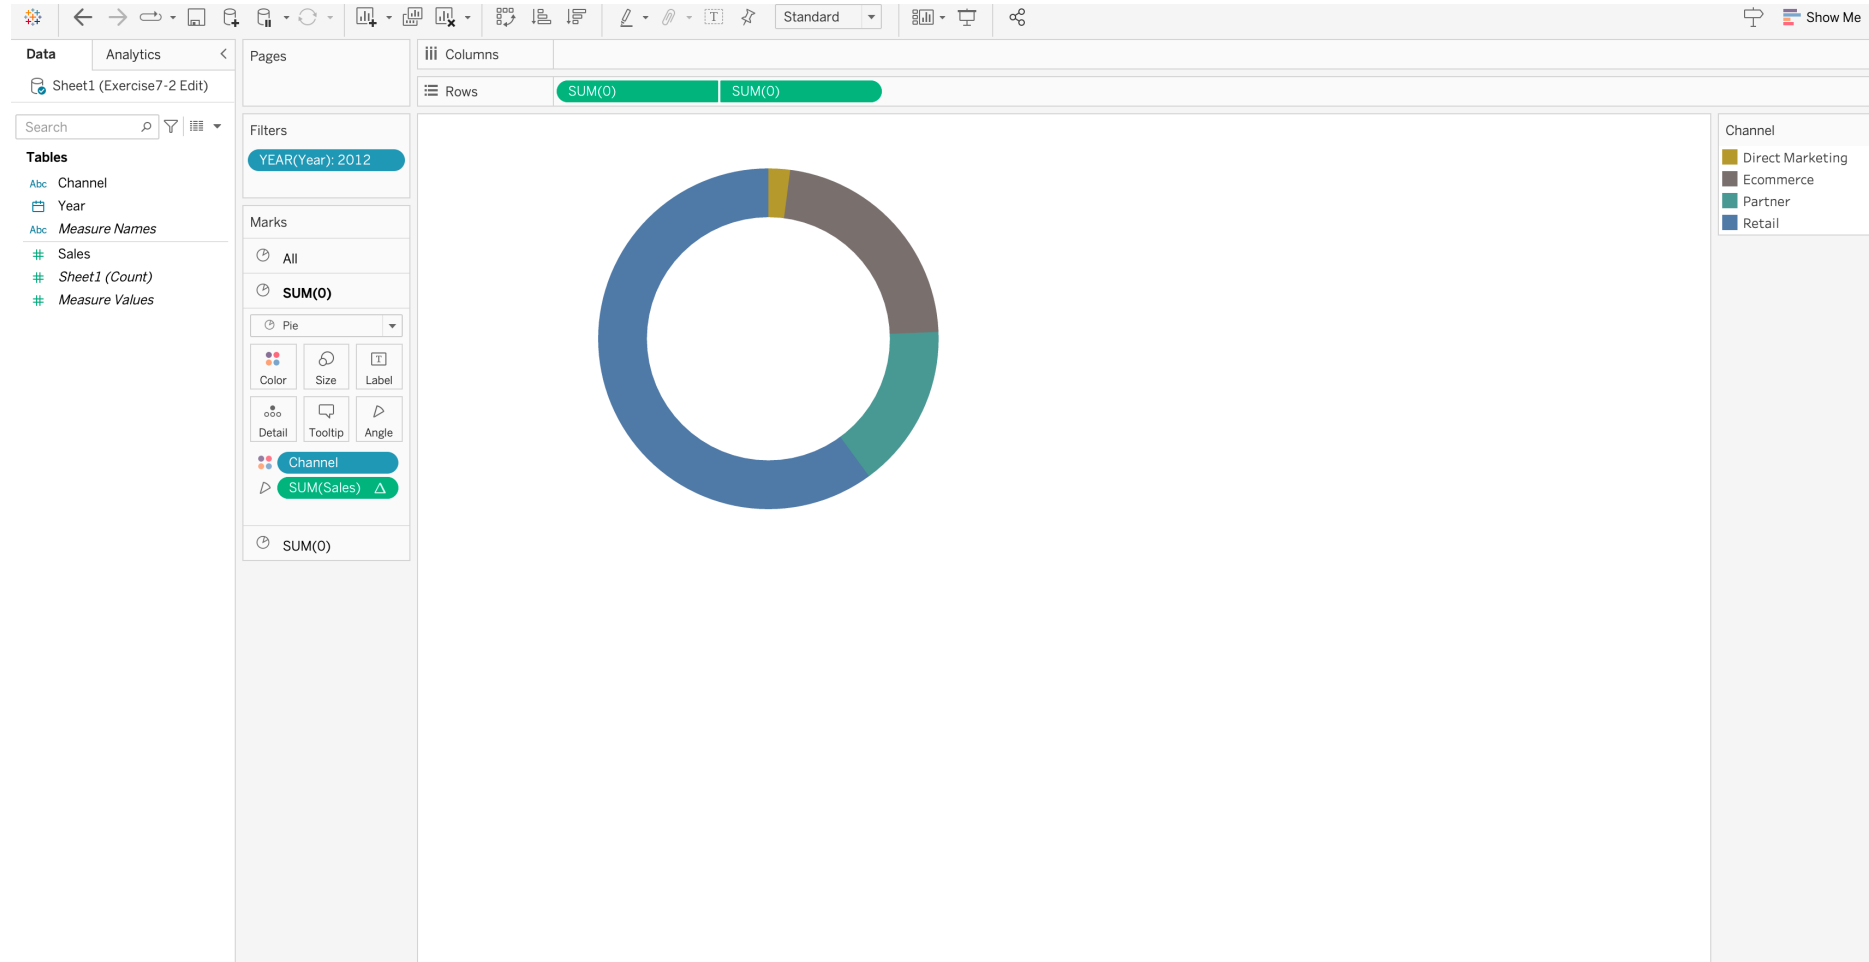 Standard
Show Me
Data
Analytics
Sheet1 (Exercise7-2 Edit)
Search
Tables
Abc Channel
Year
Abc Measure Names
# Sales
# Sheet1 (Count)
# Measure Values
Pages
Filters
YEAR(Year): 2012
Marks
All
SUM(0)
Pie
Color Size T Label
Detail Tooltip Angle
Channel
SUM(Sales) Δ
SUM(0)
Columns
Rows SUM(0) SUM(0)
Channel
Direct Marketing
Ecommerce
Partner
Retail